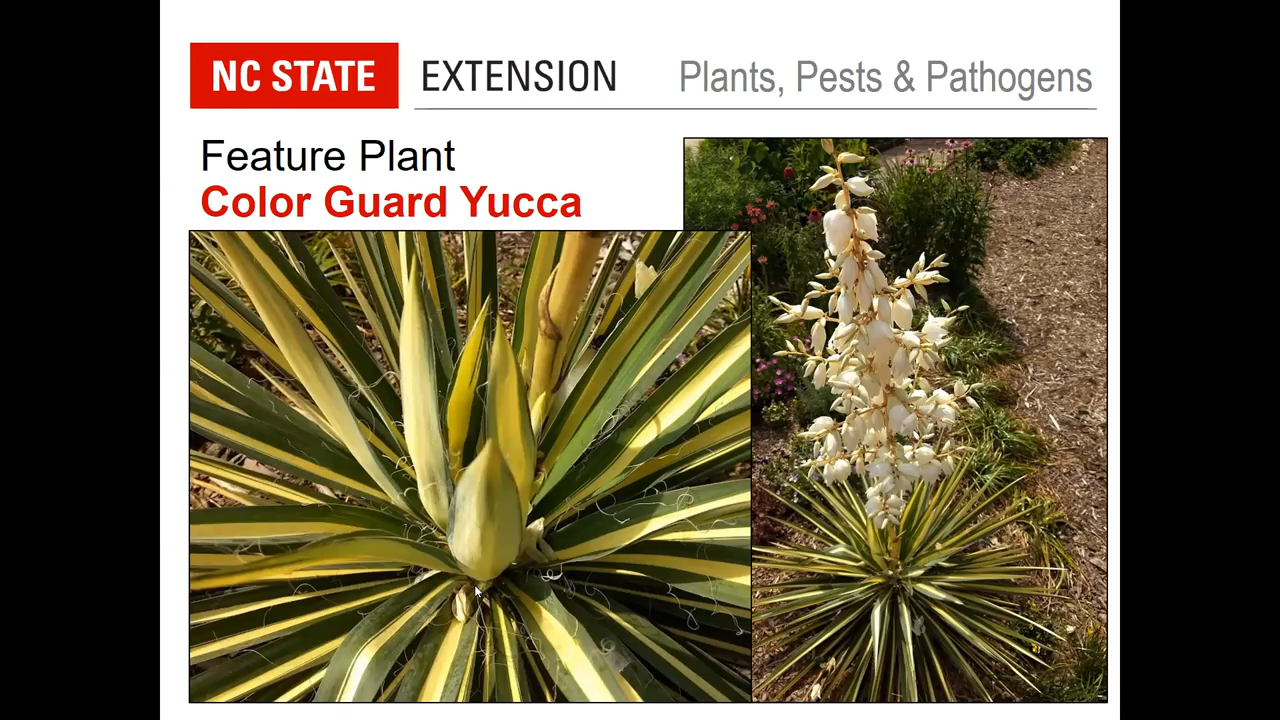 NC STATE EXTENSION Plants, Pests & Pathogens
Feature Plant
Color Guard Yucca